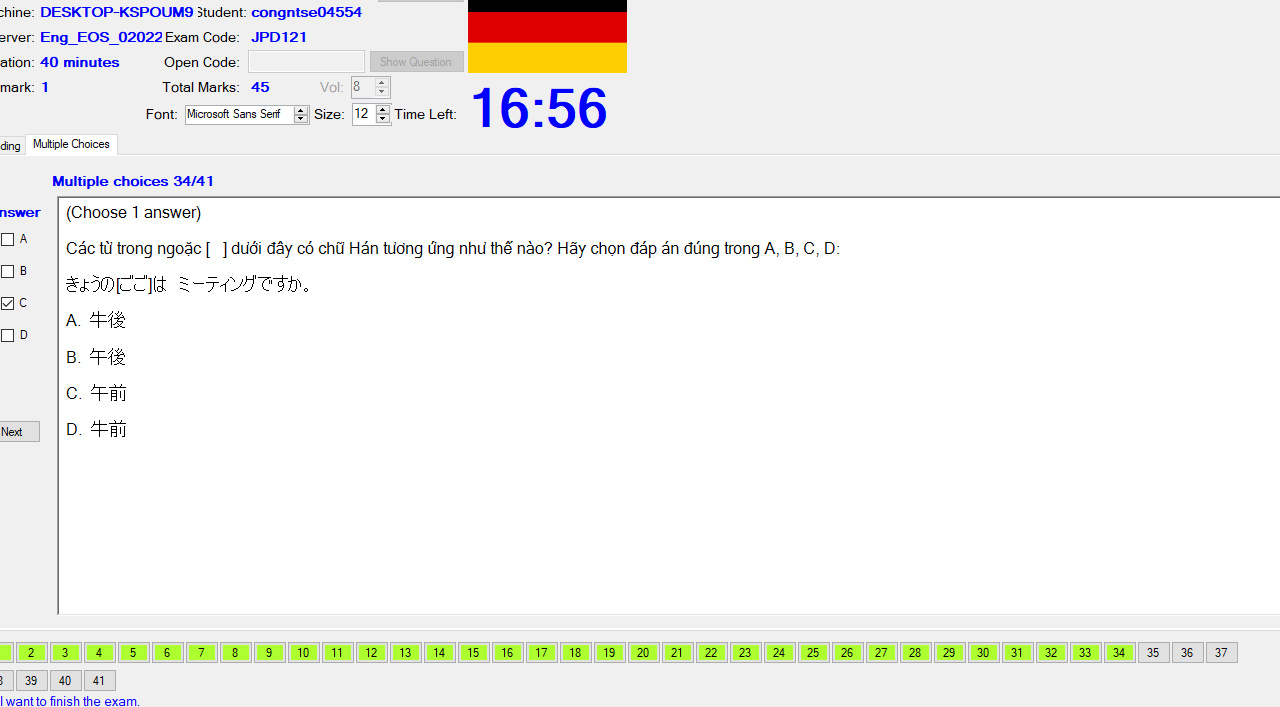 chine: DESKTOP-KSPOUM9 Student: congntse04554
erver: Eng_EOS_02022 Exam Code: JPD121
ation: 40 minutes Open Code: Show Question
mark: 1 Total Marks: 45 Vol: 8
Font: Microsoft Sans Serif Size: 12 Time Left: 16:56
ding Multiple Choices
Multiple choices 34/41
nswer
(Choose 1 answer)
A
Các từ trong ngoặc [ ] dưới đây có chữ Hán tương ứng như thế nào? Hãy chọn đáp án đúng trong A, B, C, D:
B
きょうの[ごご]は ミーティングですか。
C
A. 牛後
D
B. 午後
C. 午前
D. 牛前
Next
2 3 4 5 6 7 8 9 10 11 12 13 14 15 16 17 18 19 20 21 22 23 24 25 26 27 28 29 30 31 32 33 34 35 36 37
39 40 41
I want to finish the exam.